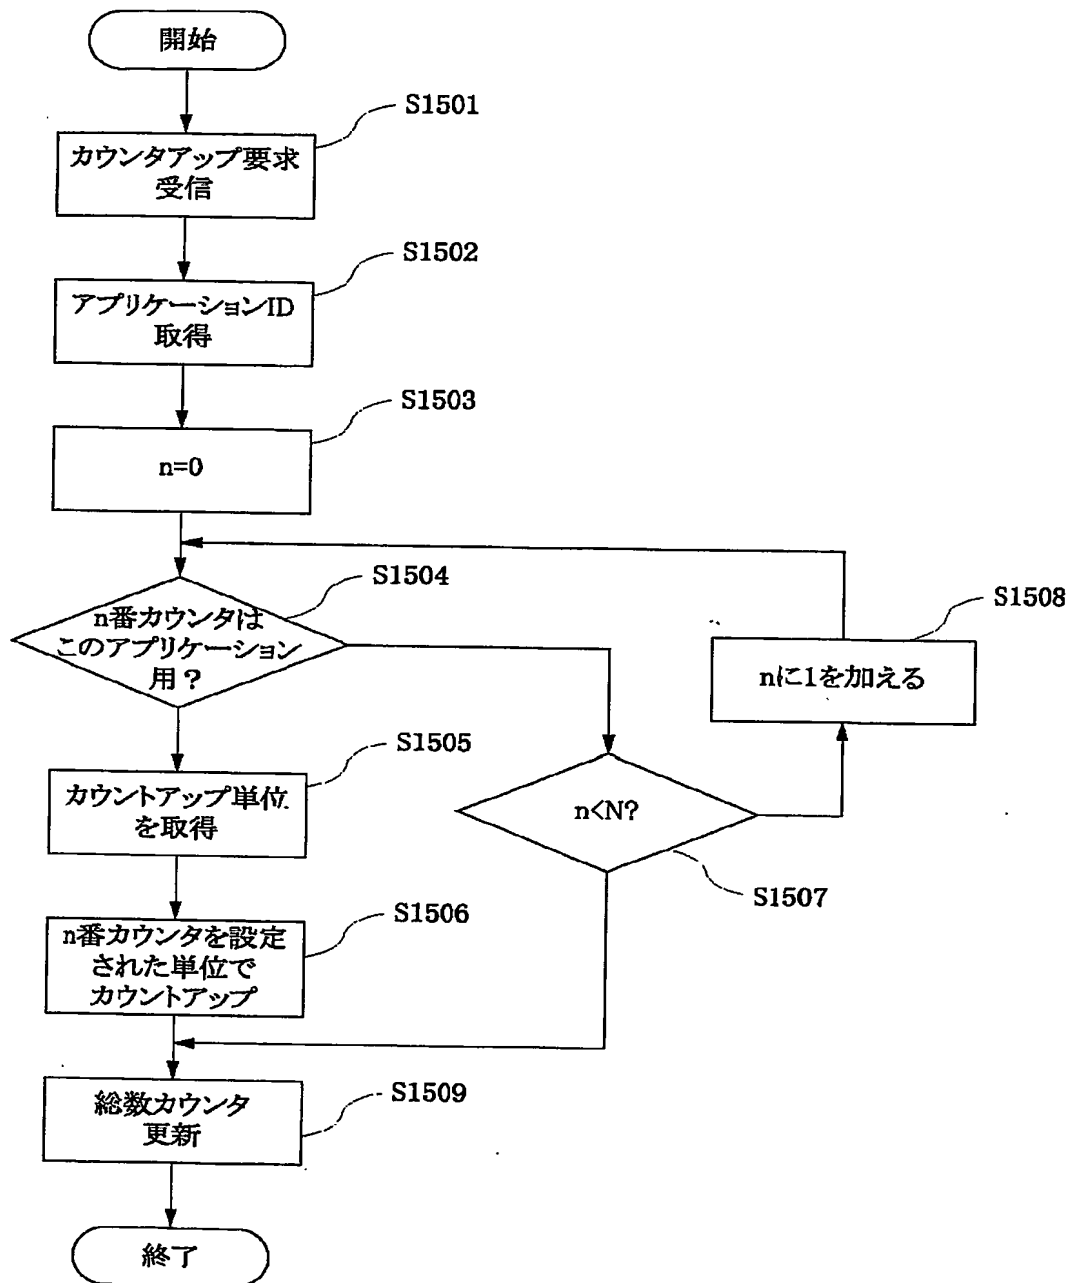 開始
S1501
カウンタアップ要求
受信
S1502
アプリケーションID
取得
S1503
n=0
S1504
n番カウンタは
このアプリケーション
用？
S1508
nに1を加える
S1505
カウントアップ単位
を取得
n<N?
S1507
S1506
n番カウンタを設定
された単位で
カウントアップ
S1509
総数カウンタ
更新
終了